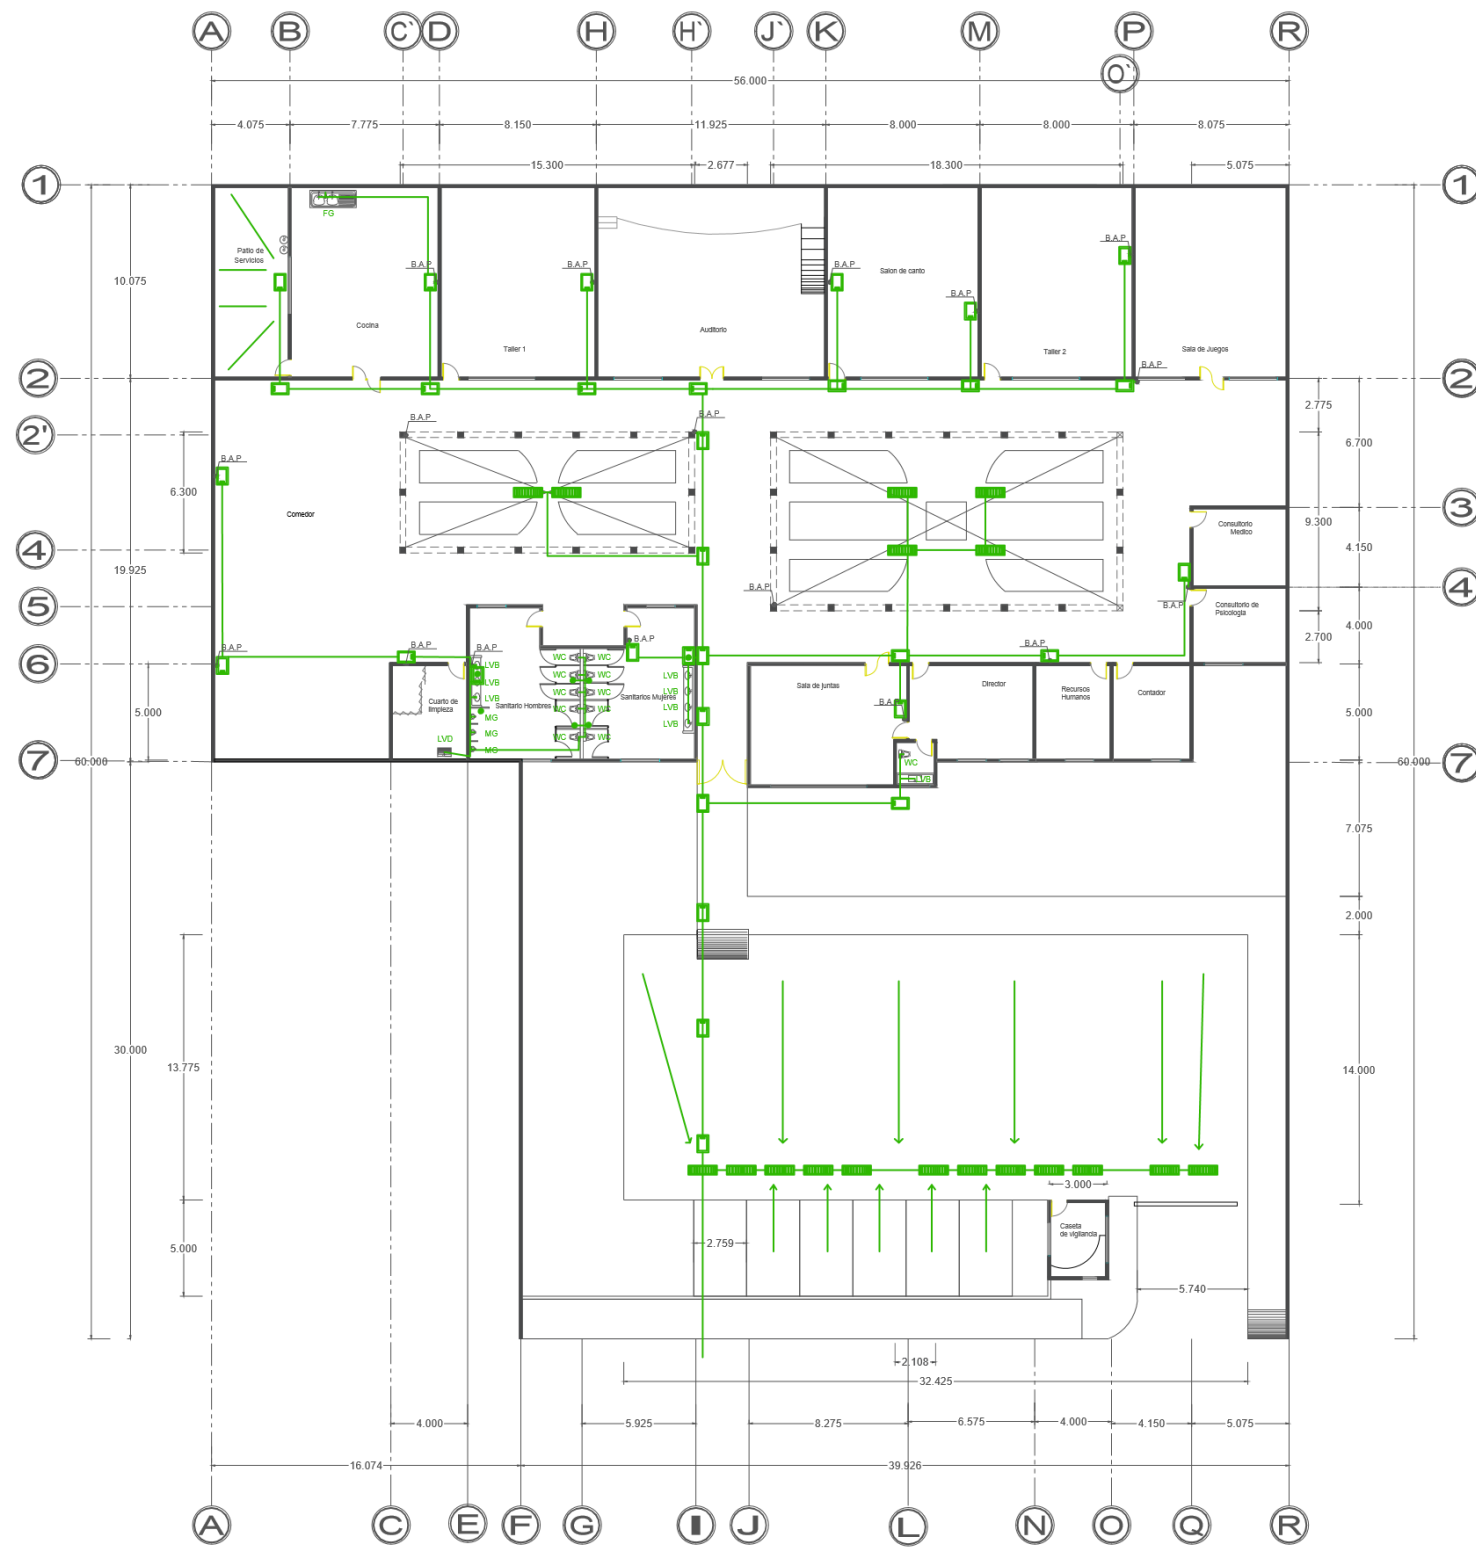 A B C` D H H` J` K M P R
O`
56.000
4.075 7.775 8.150 11.925 8.000 8.000 8.075
15.300 2.677 18.300 5.075
1 1
FG
Patio de
Servicios
B.A.P B.A.P B.A.P B.A.P
Salon de canto
10.075
B.A.P
Cocina
Auditorio
Taller 1 Taller 2 Sala de Juegos
B.A.P
2 2
2.775
B.A.P B.A.P
2'
6.700
B.A.P
6.300
3
Comedor
9.300
Consultorio
Medico
4
4.150
19.925
4
B.A.P B.A.P
Consultorio de
Psicología
5
4.000
B.A.P B.A.P B.A.P B.A.P B.A.P
2.700
WC WC
6
LVB
WC WC LVB
LVB
Sala de juntas Director Recursos
Humanos Contador
WC WC LVB
LVB
Sanitarios Mujeres
Cuarto de
limpieza
Sanitario Hombres
B.A.P
WC WC LVB
MG
5.000 5.000
LVB
MG
WC WC
LVD
MG
7 7
60.000 60.000
WC
LVB
7.075
2.000
30.000
13.775 14.000
3.000
Caseta
de vigilancia
5.000 2.759
5.740
2.108
32.425
4.000 5.925 8.275 6.575 4.000 4.150 5.075
16.074 39.926
A C E F G I J L N O Q R